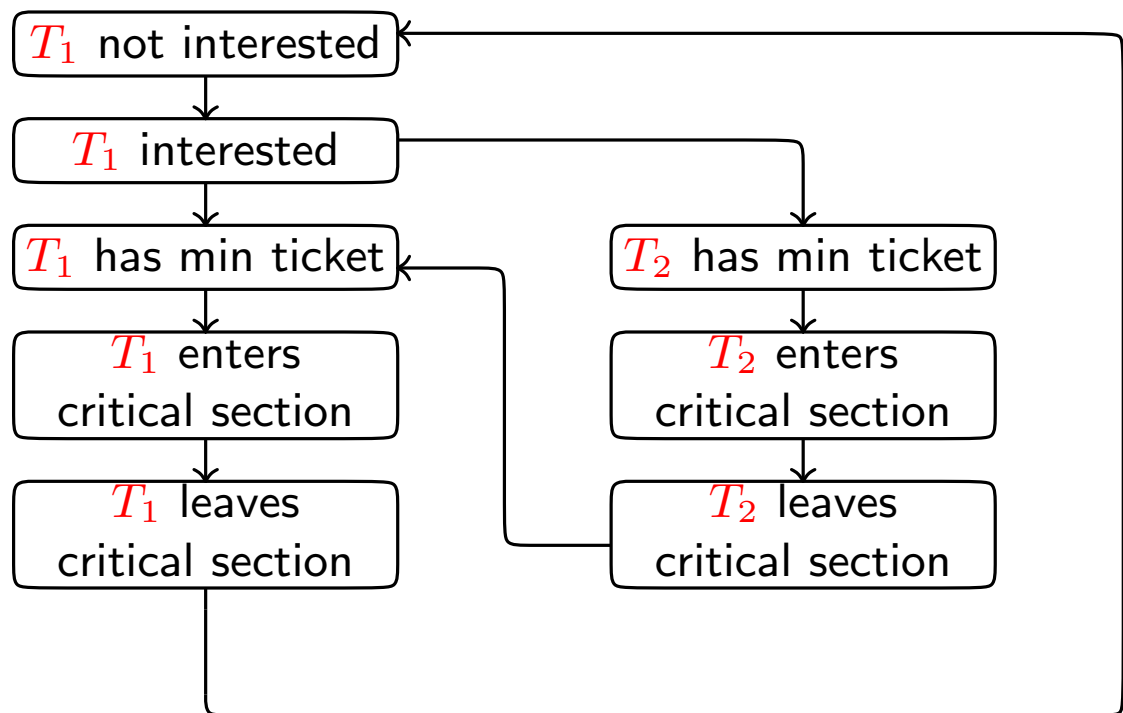 T₁ not interested
T₁ interested
T₁ has min ticket
T₁ enters
critical section
T₁ leaves
critical section
T₂ has min ticket
T₂ enters
critical section
T₂ leaves
critical section